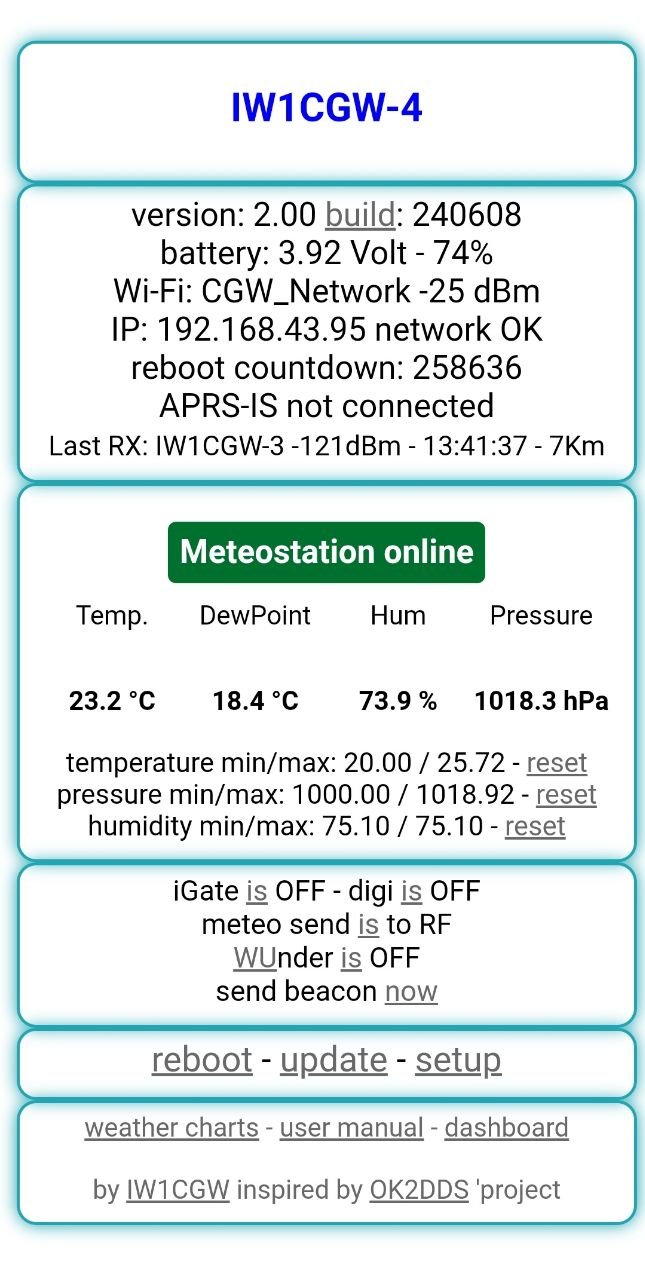 IW1CGW-4
version: 2.00 build: 240608
battery: 3.92 Volt - 74%
Wi-Fi: CGW_Network -25 dBm
IP: 192.168.43.95 network OK
reboot countdown: 258636
APRS-IS not connected
Last RX: IW1CGW-3 -121dBm - 13:41:37 - 7Km
Meteostation online
Temp. DewPoint Hum Pressure
23.2 °C 18.4 °C 73.9 % 1018.3 hPa
temperature min/max: 20.00 / 25.72 - reset
pressure min/max: 1000.00 / 1018.92 - reset
humidity min/max: 75.10 / 75.10 - reset
iGate is OFF - digi is OFF
meteo send is to RF
WUnder is OFF
send beacon now
reboot - update - setup
weather charts - user manual - dashboard
by IW1CGW inspired by OK2DDS 'project